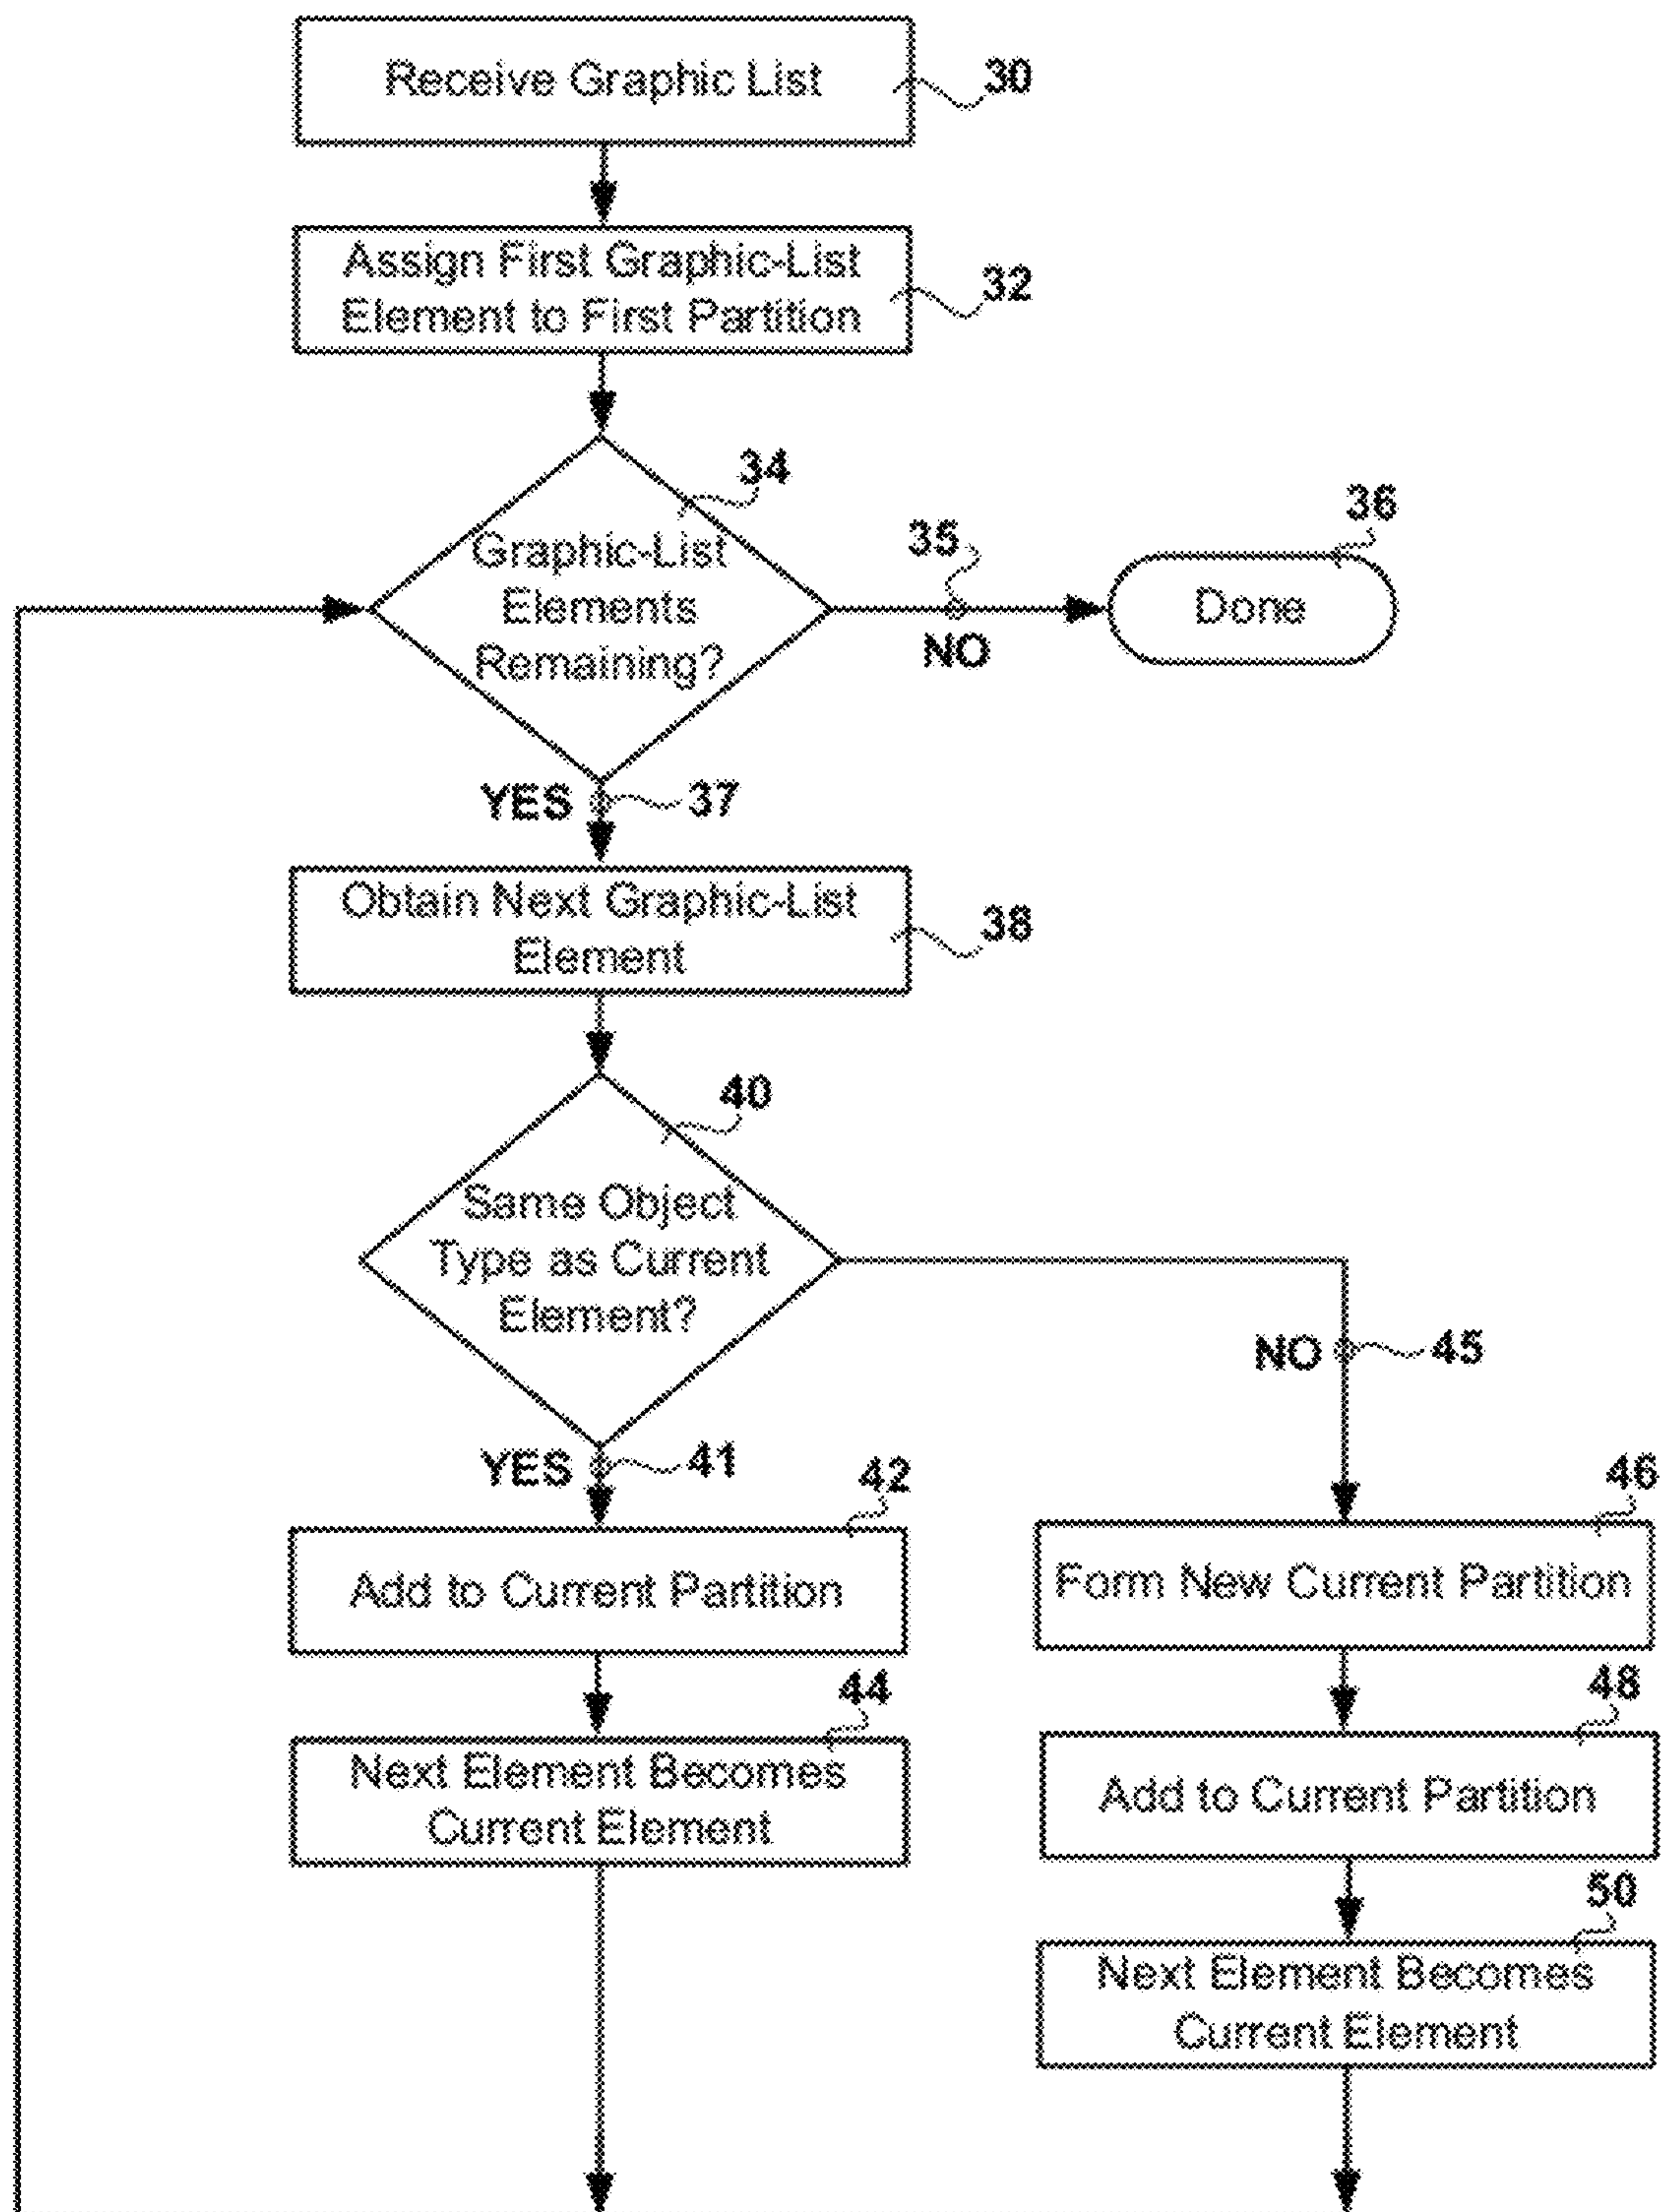 Receive Graphic List
30
Assign First Graphic-List
Element to First Partition
32
34
Graphic-List
Elements
Remaining?
35
NO
36
Done
YES
37
Obtain Next Graphic-List
Element
38
40
Same Object
Type as Current
Element?
NO
45
YES
41
42
Add to Current Partition
46
Form New Current Partition
44
Next Element Becomes
Current Element
48
Add to Current Partition
50
Next Element Becomes
Current Element